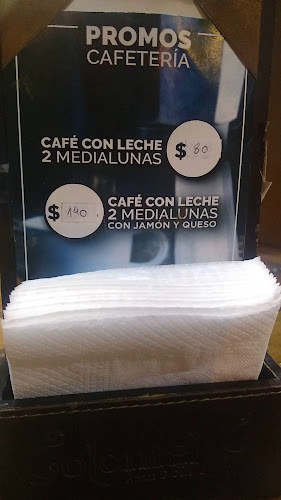 PROMOS
CAFETERÍA
CAFÉ CON LECHE
2 MEDIALUNAS
$ 80
$ 140
CAFÉ CON LECHE
2 MEDIALUNAS
CON JAMÓN Y QUESO